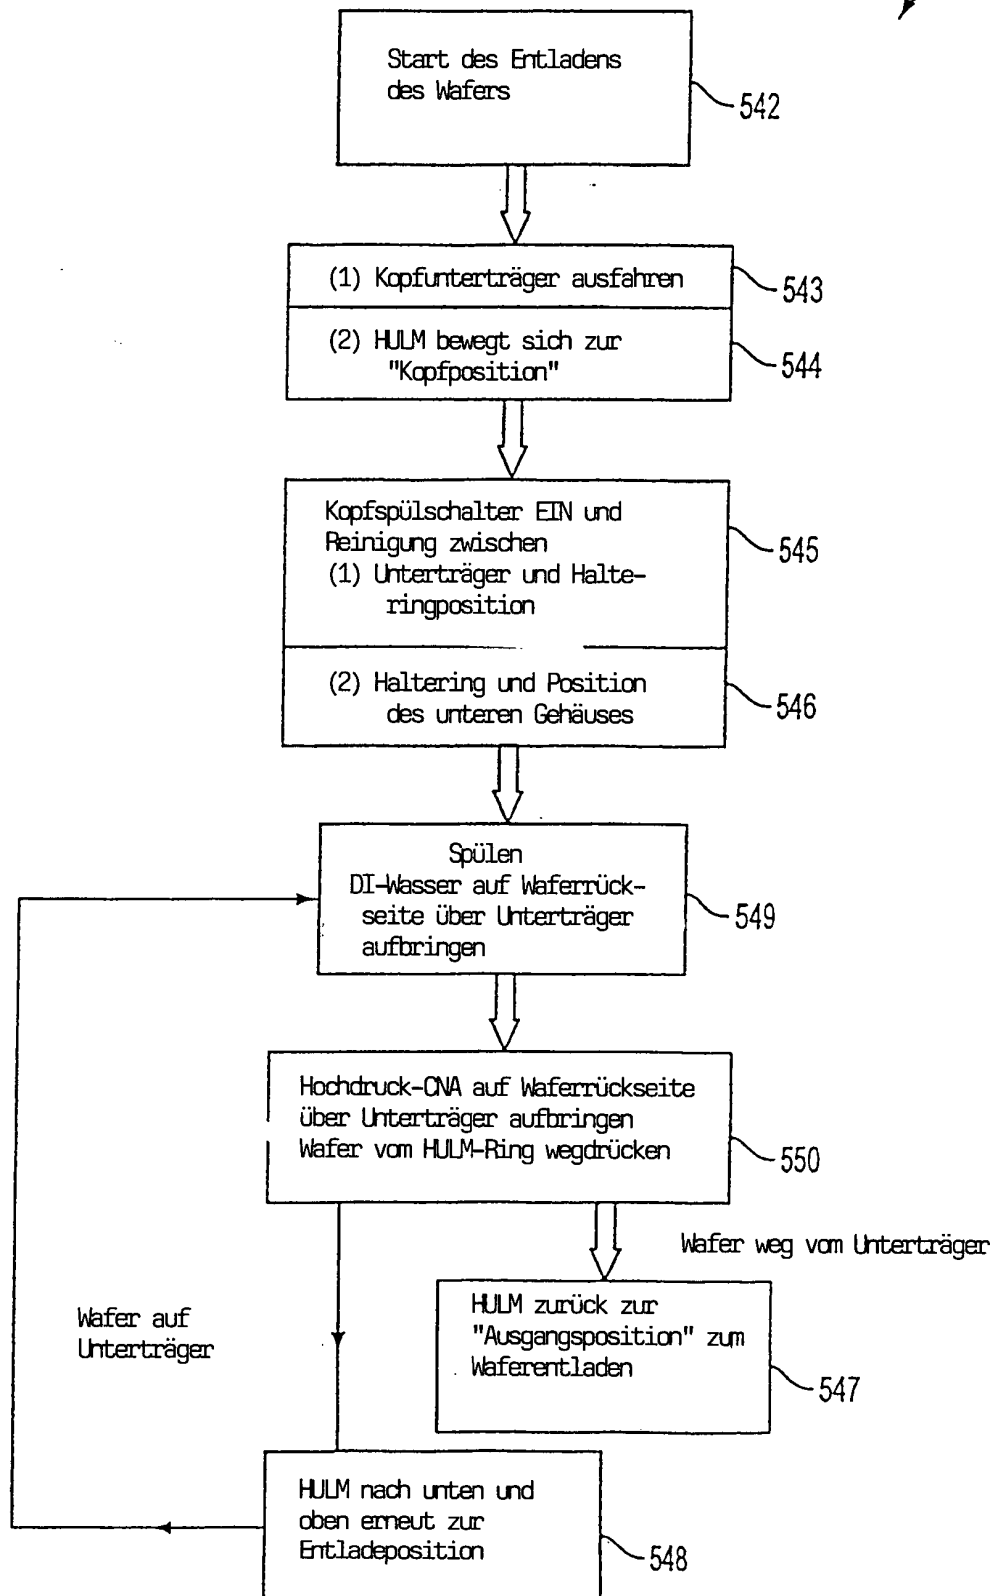 Start des Entladens
des Wafers
542
(1) Kopfunterträger ausfahren
543
(2) HULM bewegt sich zur
"Kopfposition"
544
Kopfspülschalter EIN und
Reinigung zwischen
(1) Unterträger und Halte-
ringposition
545
(2) Haltering und Position
des unteren Gehäuses
546
Spülen
DI-Wasser auf Waferrück-
seite über Unterträger
aufbringen
549
Hochdruck-CNA auf Waferrückseite
über Unterträger aufbringen
Wafer vom HULM-Ring wegdrücken
550
Wafer weg vom Unterträger
Wafer auf
Unterträger
HULM zurück zur
"Ausgangsposition" zum
Waferentladen
547
HULM nach unten und
oben erneut zur
Entladeposition
548